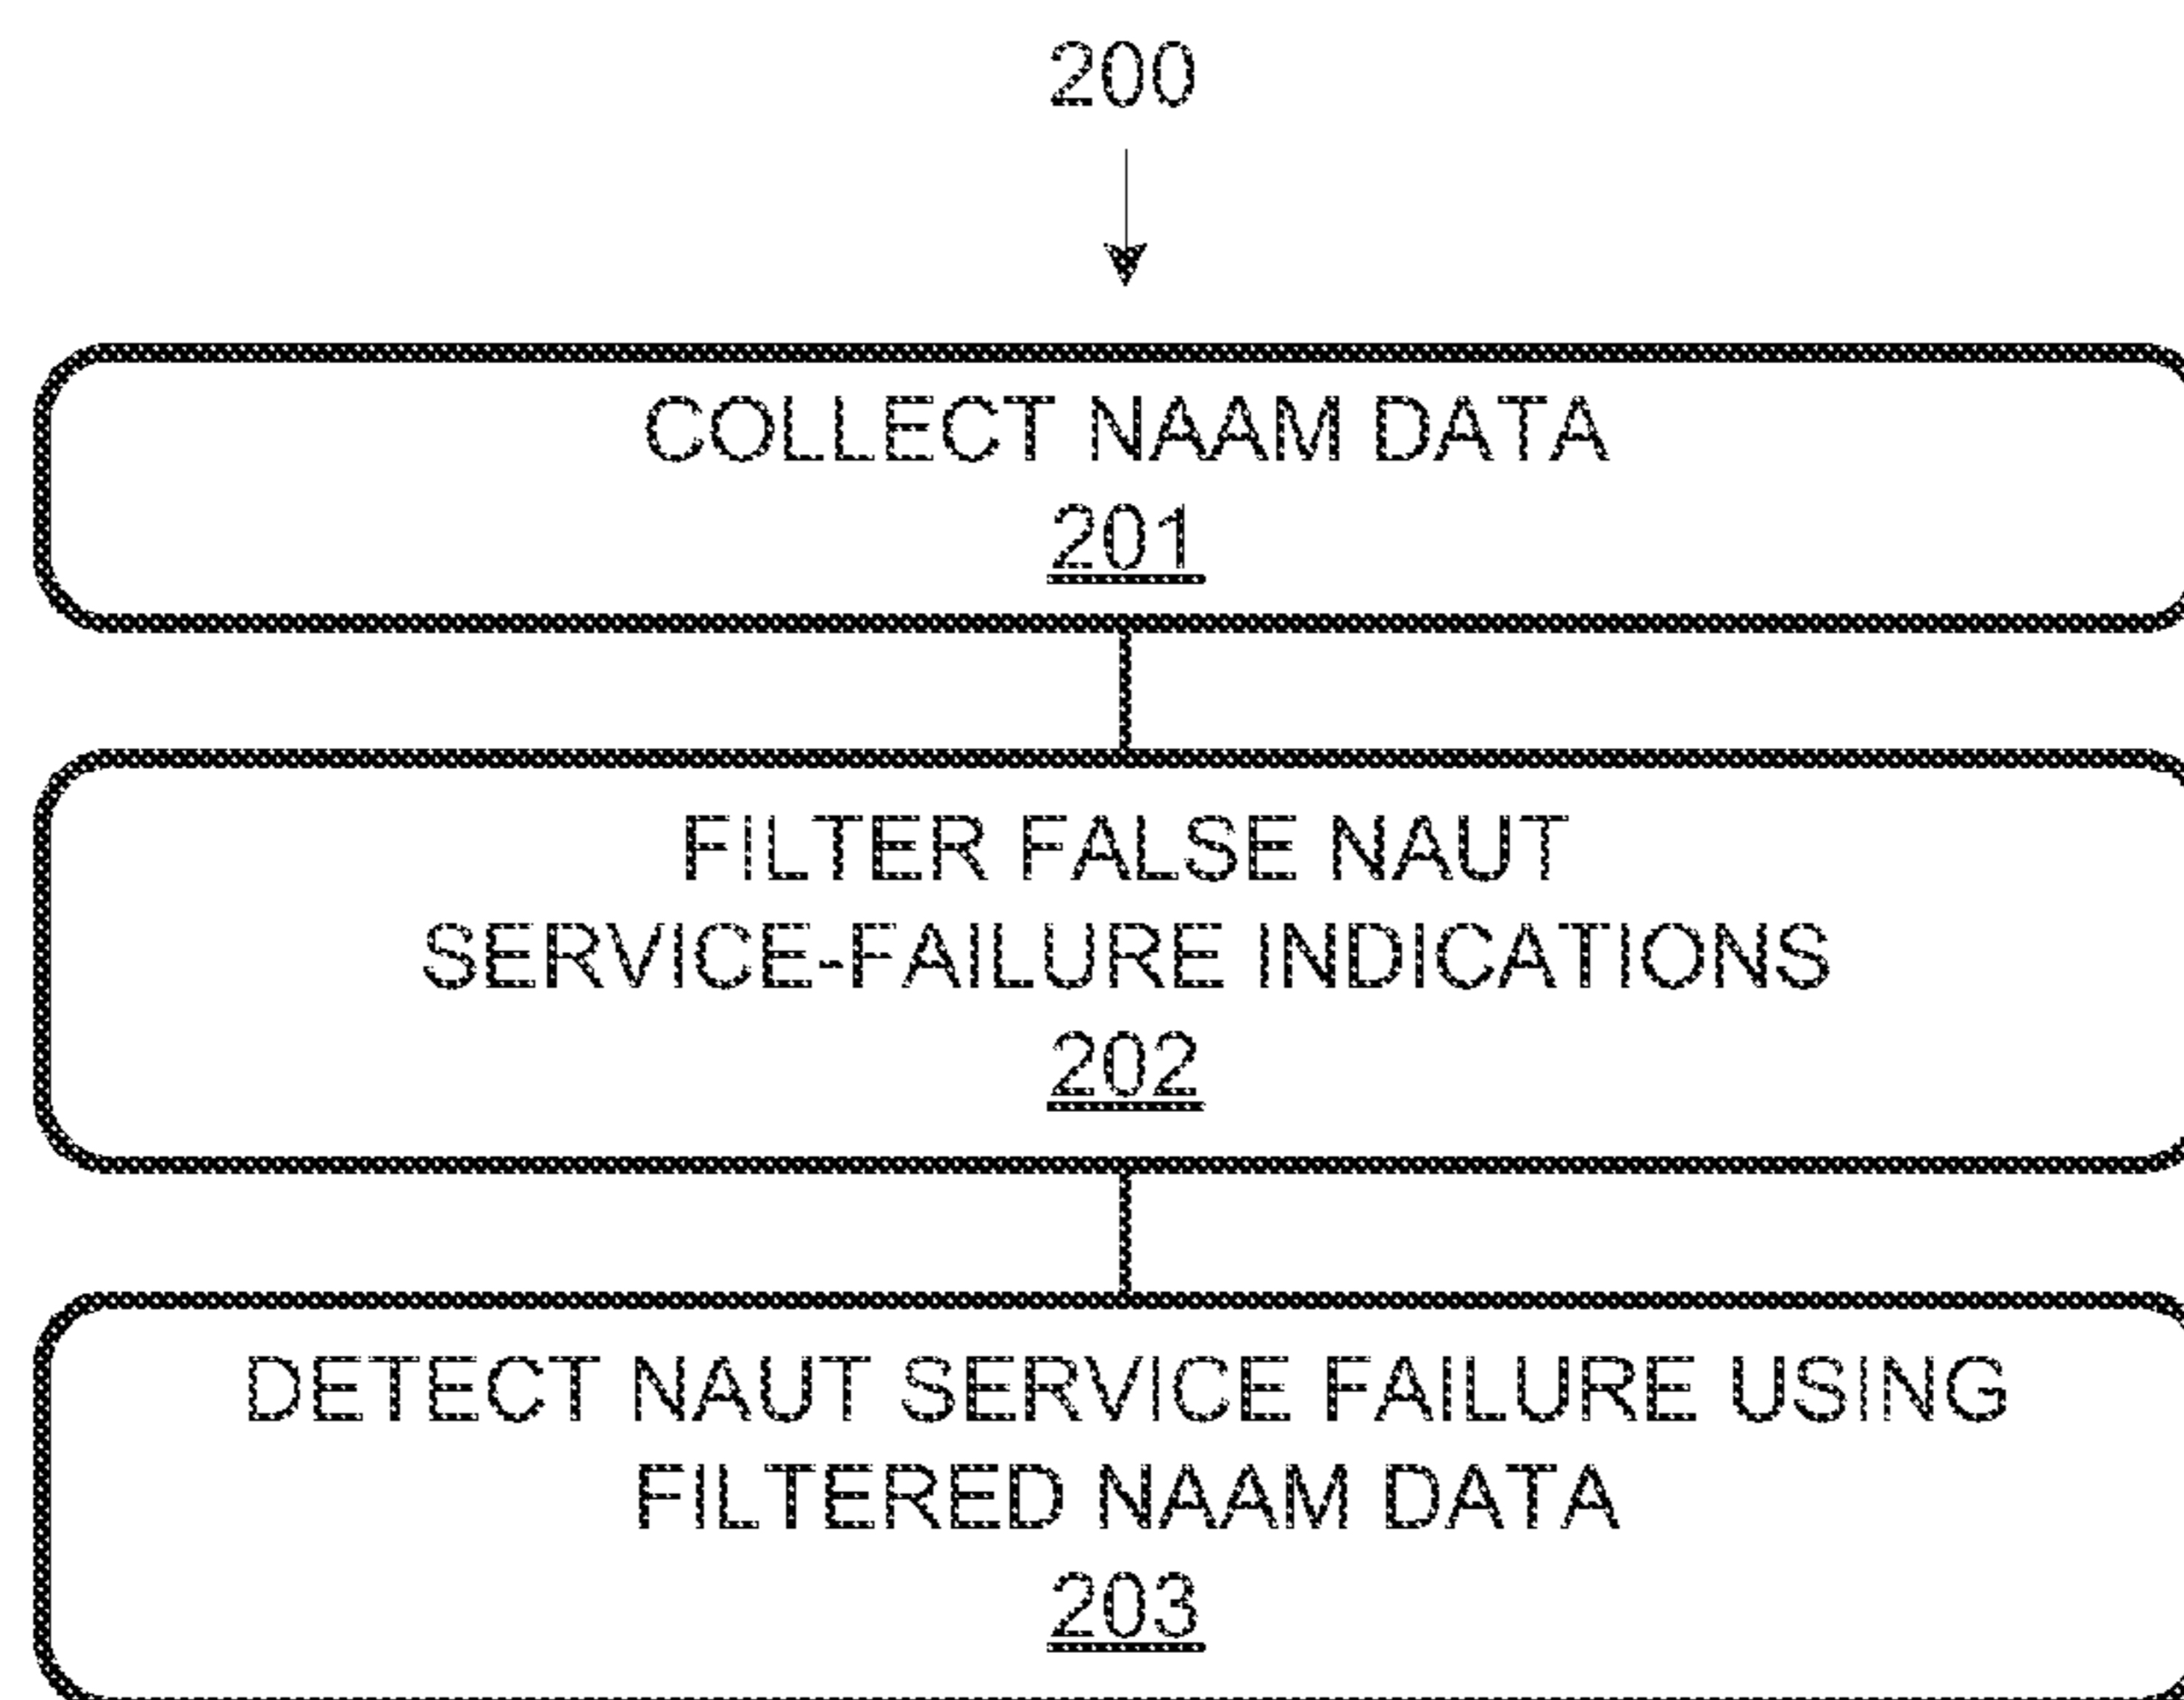 200
COLLECT NAAM DATA
201
FILTER FALSE NAUT
SERVICE-FAILURE INDICATIONS
202
DETECT NAUT SERVICE FAILURE USING
FILTERED NAAM DATA
203